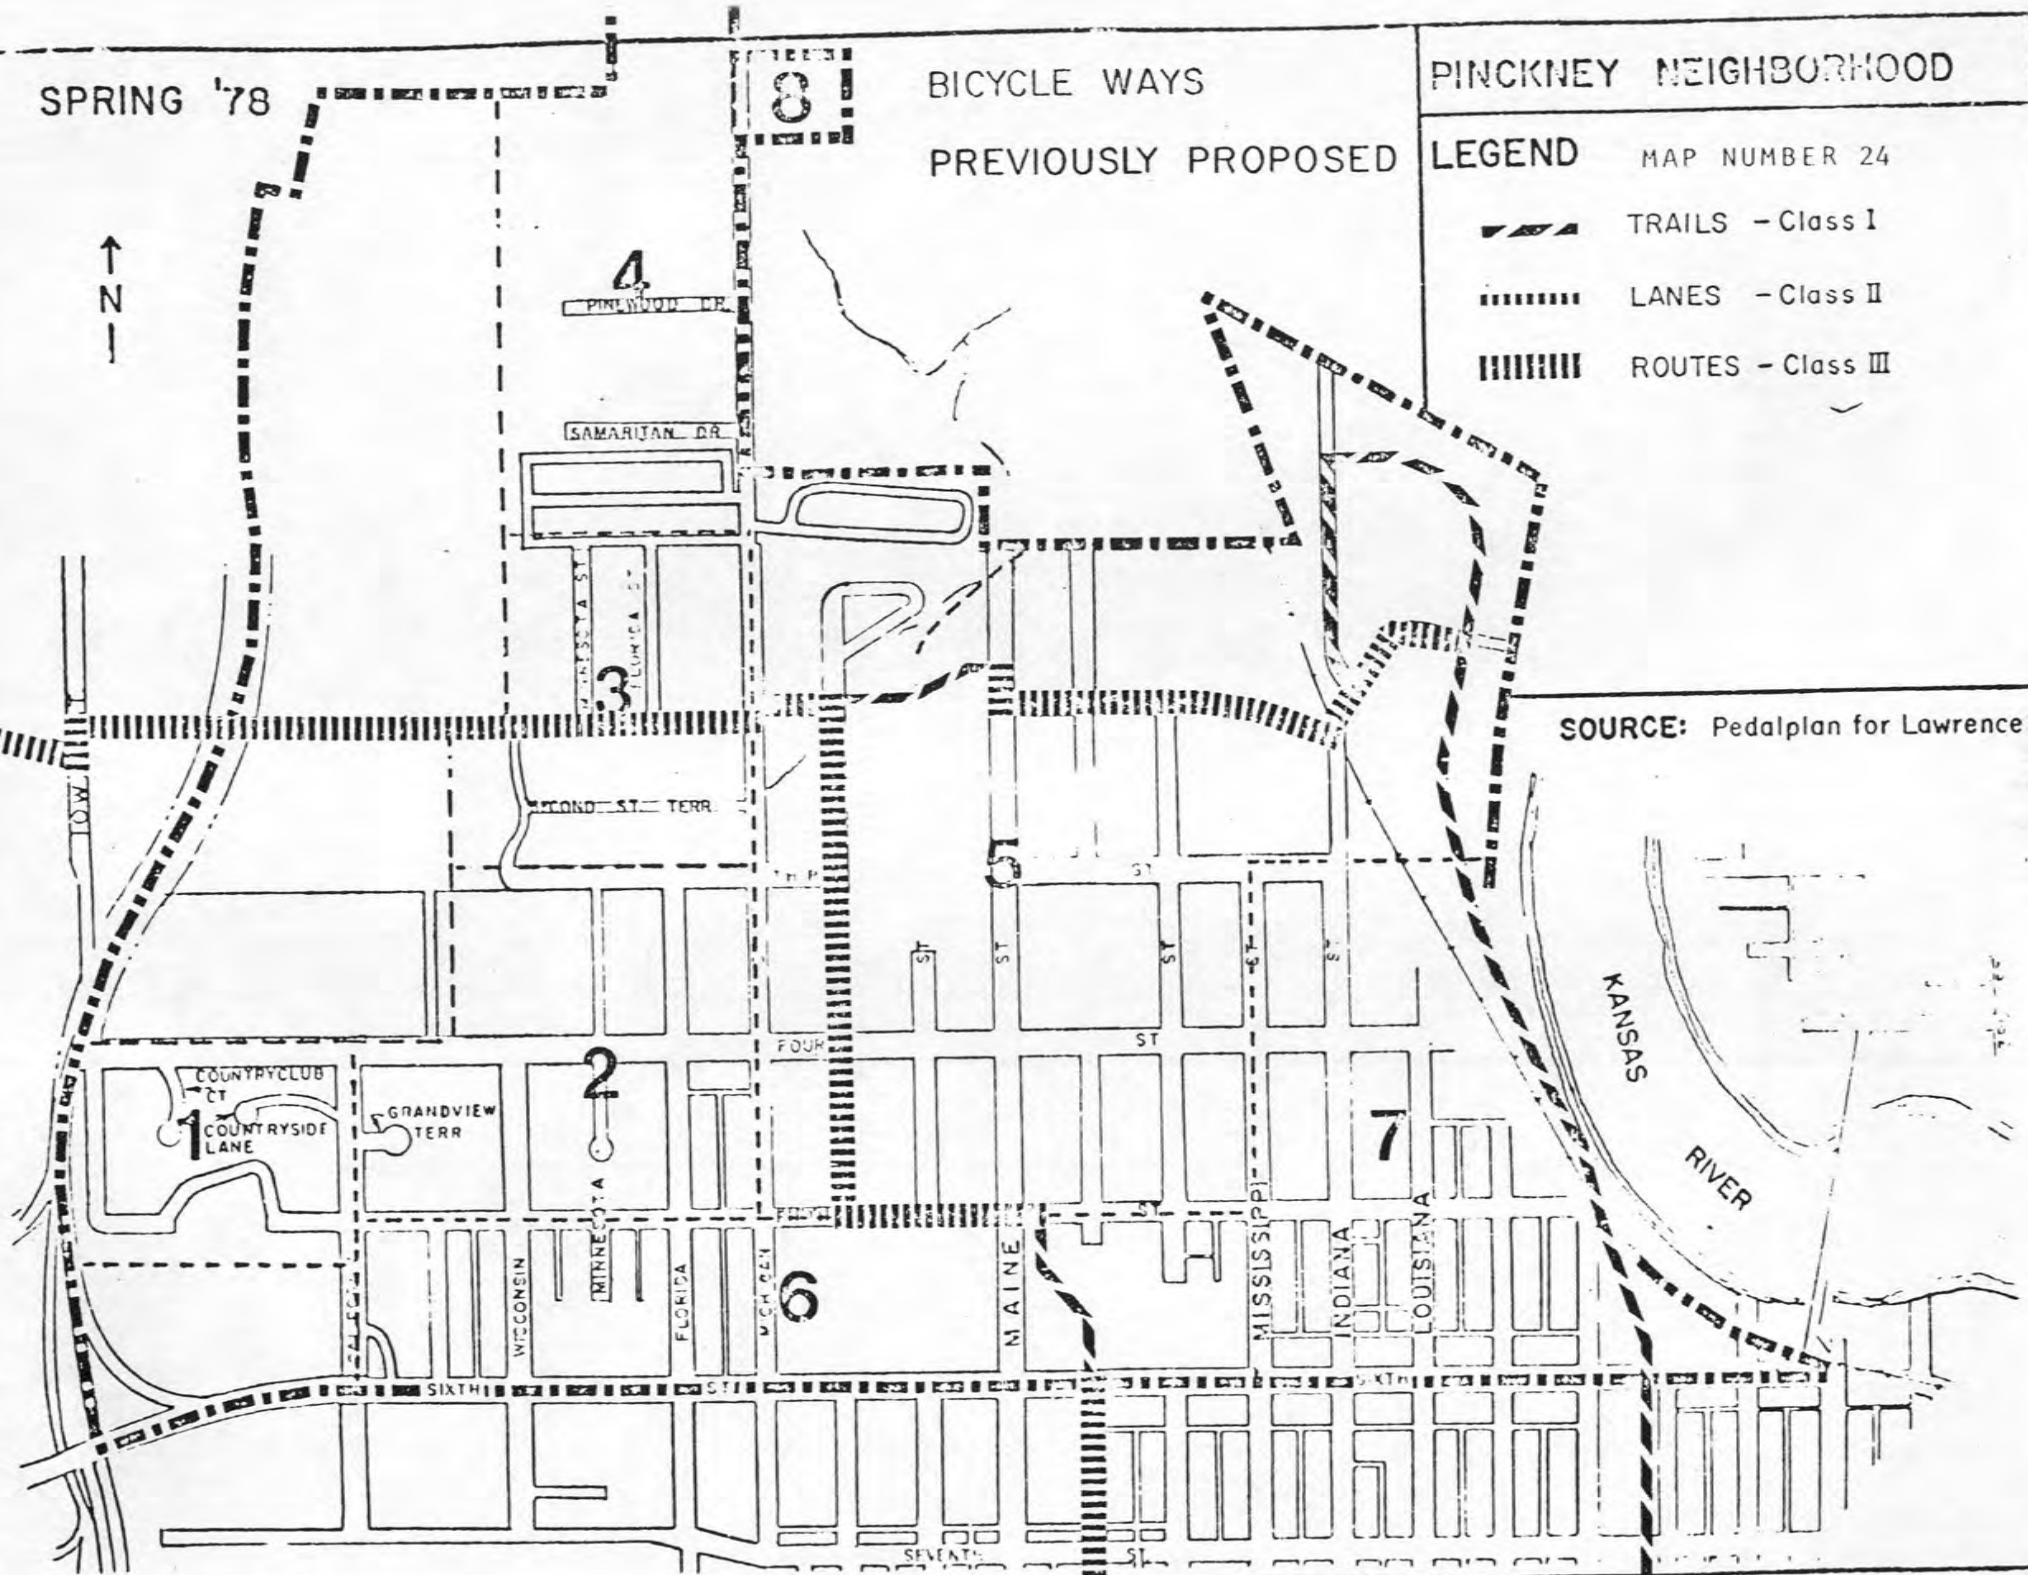 SPRING '78
8
BICYCLE WAYS
PREVIOUSLY PROPOSED
PINCKNEY NEIGHBORHOOD
LEGEND
MAP NUMBER 24
TRAILS - Class I
LANES - Class II
ROUTES - Class III
N
4
PINEWOOD DR
SAMARITAN DR
FLORIDA ST
3
SOURCE: Pedalplan for Lawrence
ST. TERR
5
ST
ST
ST
ST
ST
ST
FOUR
ST
2
COUNTRYCLUB
CT
1
COUNTRYSIDE
LANE
GRANDVIEW
TERR
7
KANSAS
RIVER
MINNESOTA
WISCONSIN
FLORIDA
6
MAINE
ST
MISSISSIPPI
INDIANA
LOUISIANA
SIXTH
ST
SIXTH
SEVENTH
ST